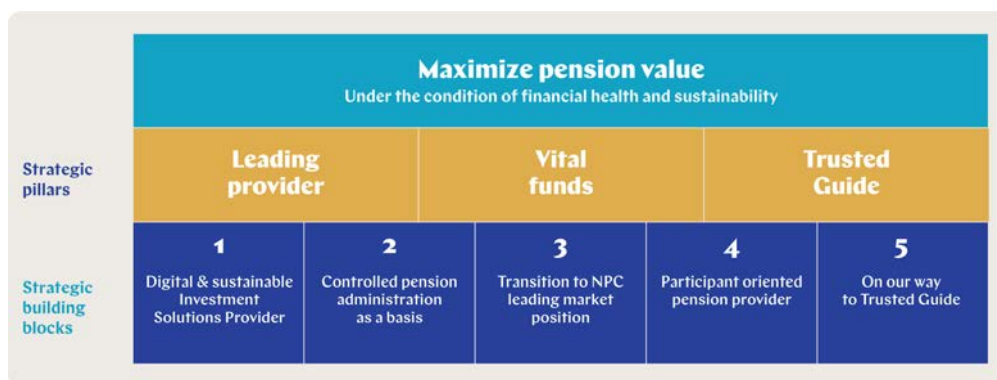 Maximize pension value
Under the condition of financial health and sustainability
Strategic
pillars
Leading
provider
Vital
funds
Trusted
Guide
Strategic
building
blocks
1
Digital & sustainable
Investment
Solutions Provider
2
Controlled pension
administration
as a basis
3
Transition to NPC
leading market
position
4
Participant oriented
pension provider
5
On our way
to Trusted Guide